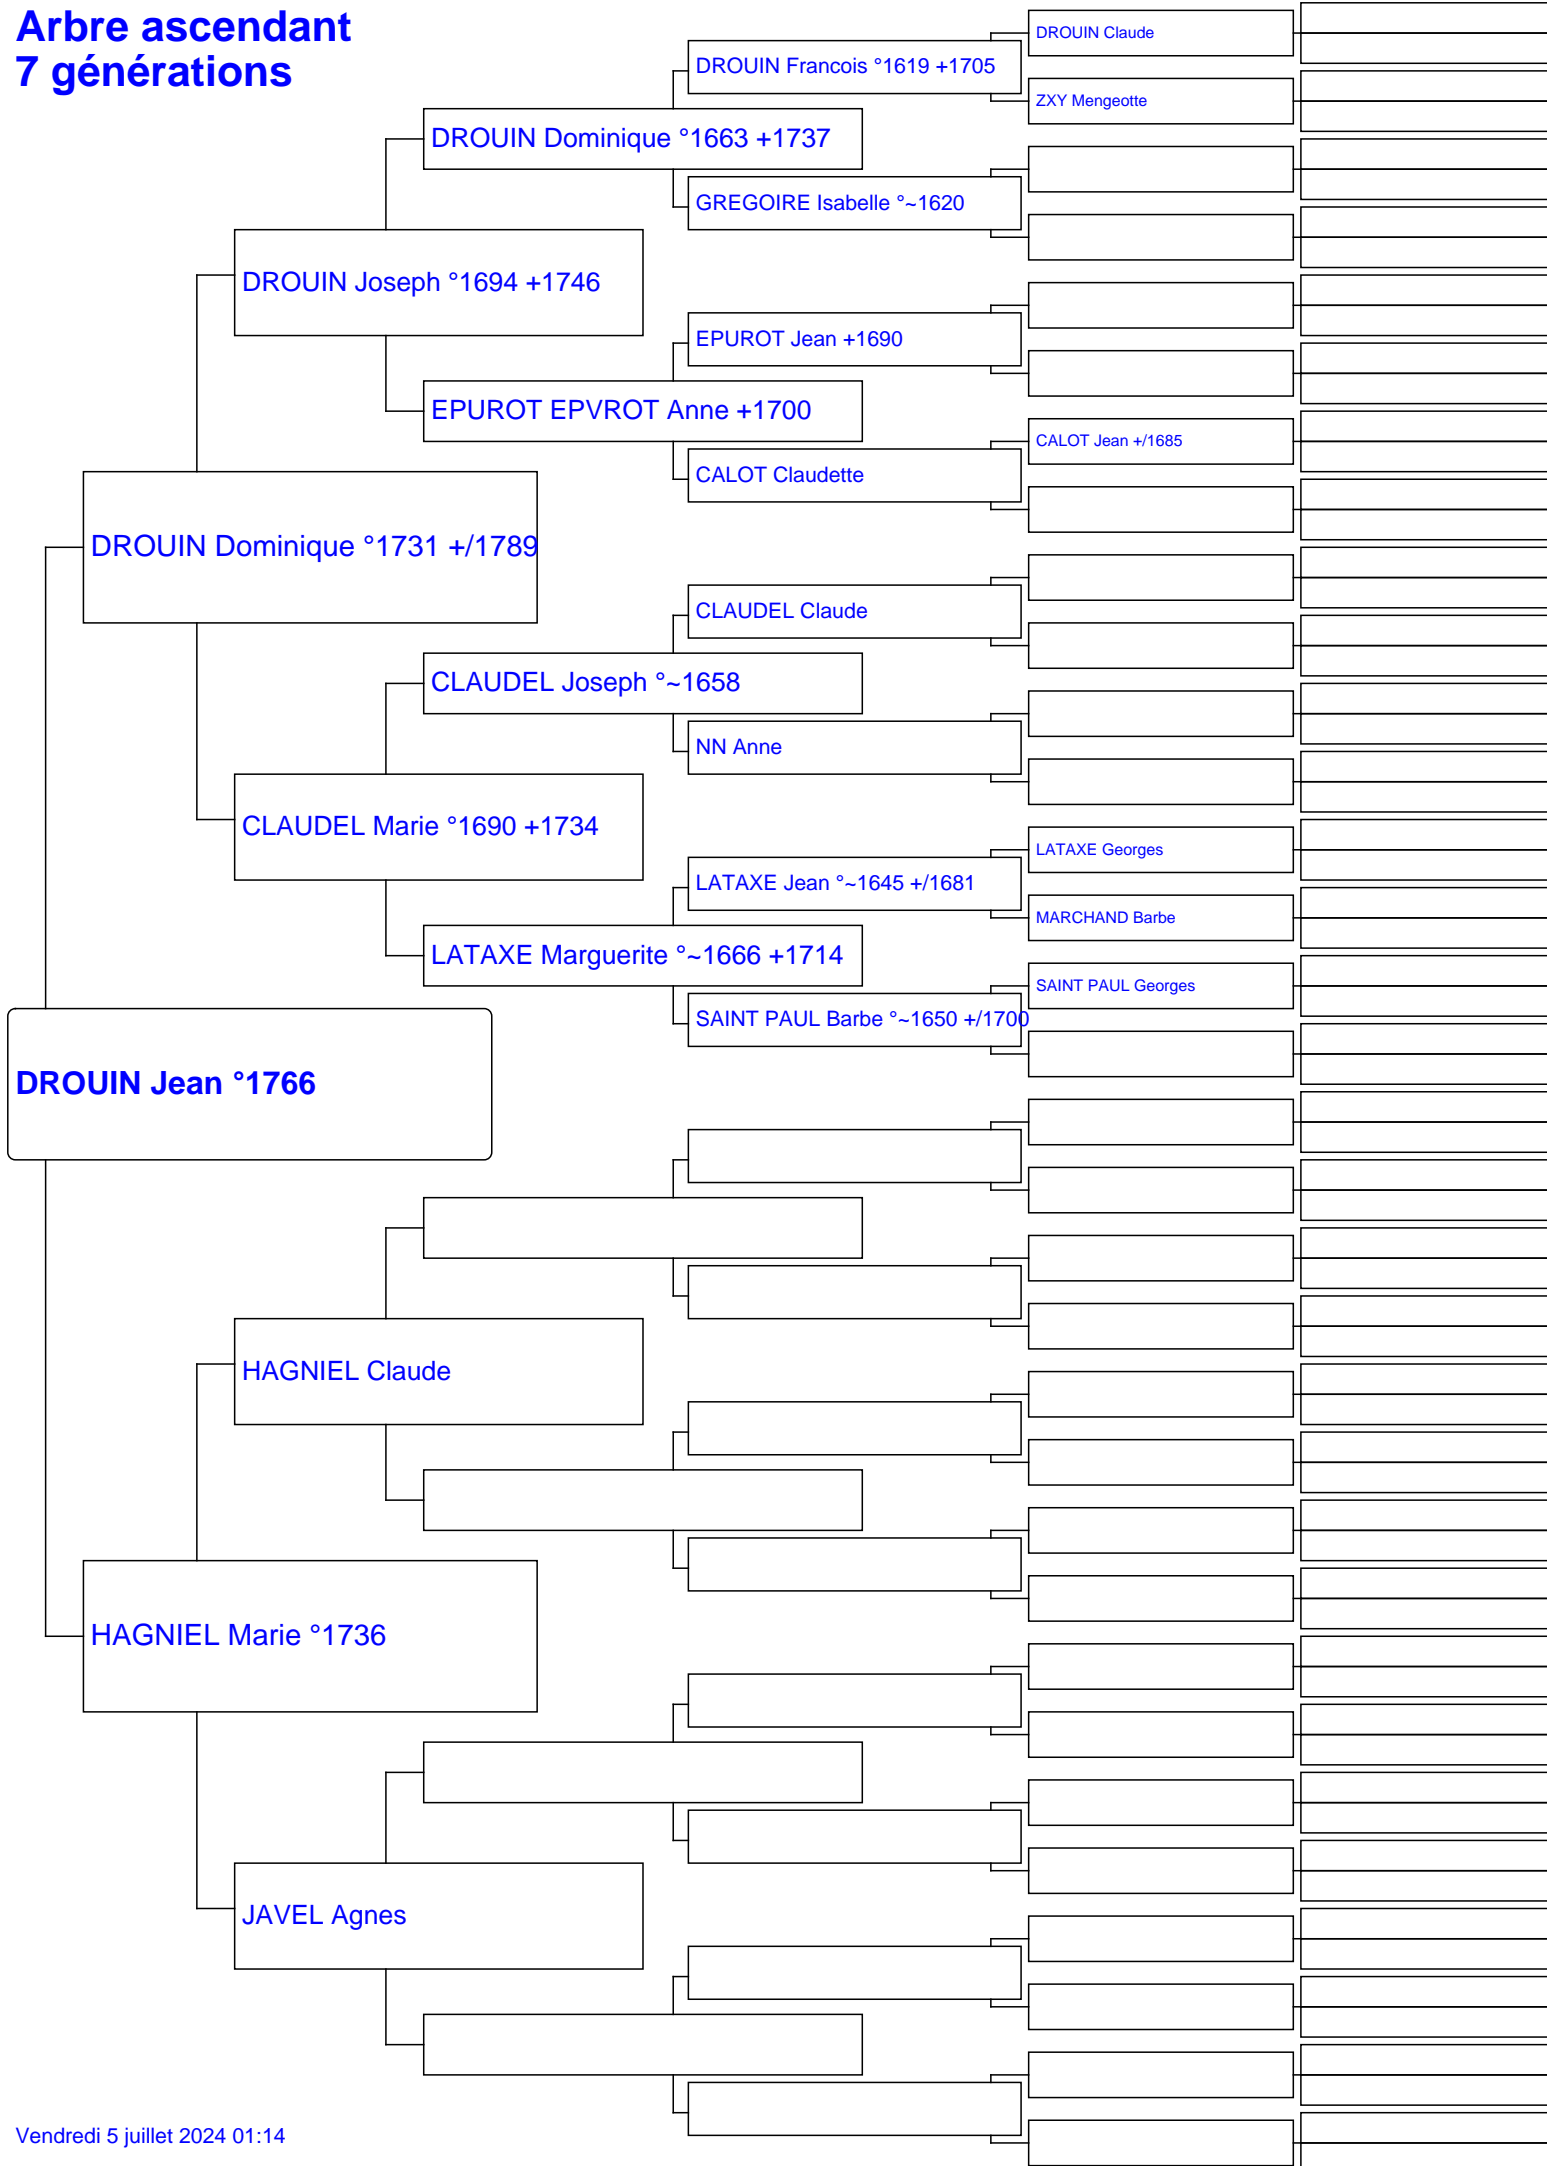 Arbre ascendant
7 générations
DROUIN Claude
DROUIN Francois °1619 +1705
ZXY Mengeotte
DROUIN Dominique °1663 +1737
GREGOIRE Isabelle °~1620
DROUIN Joseph °1694 +1746
EPUROT Jean +1690
EPUROT EPVROT Anne +1700
CALOT Jean +/1685
CALOT Claudette
DROUIN Dominique °1731 +/1789
CLAUDEL Claude
CLAUDEL Joseph °~1658
NN Anne
CLAUDEL Marie °1690 +1734
LATAXE Georges
LATAXE Jean °~1645 +/1681
MARCHAND Barbe
LATAXE Marguerite °~1666 +1714
SAINT PAUL Georges
SAINT PAUL Barbe °~1650 +/1700
DROUIN Jean °1766
HAGNIEL Claude
HAGNIEL Marie °1736
JAVEL Agnes
Vendredi 5 juillet 2024 01:14